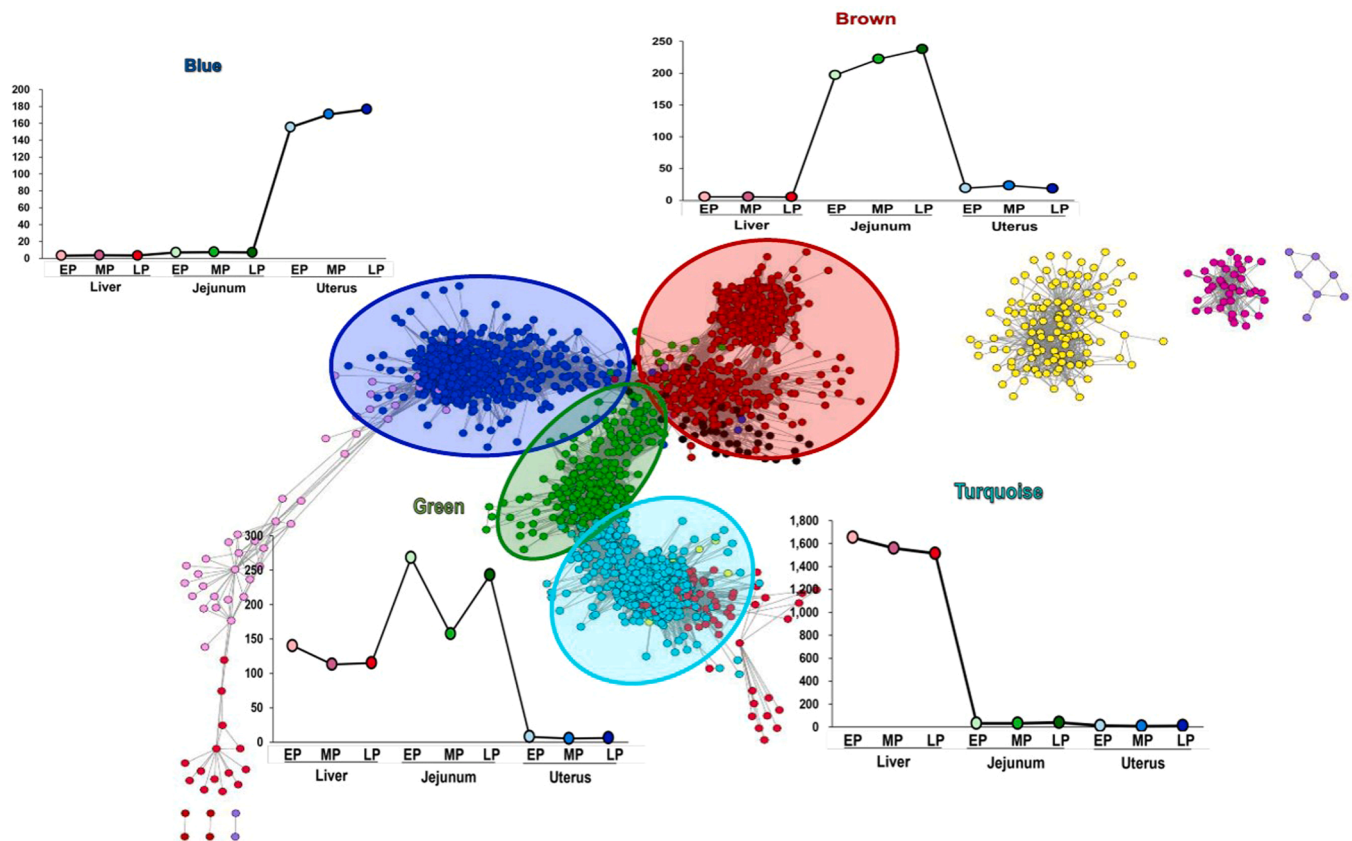 Brown
250
200
150
100
50
0
EP MP LP EP MP LP EP MP LP
Liver Jejunum Uterus
Blue
200
180
160
140
120
100
80
60
40
20
0
EP MP LP EP MP LP EP MP LP
Liver Jejunum Uterus
Green
300
250
200
150
100
50
0
EP MP LP EP MP LP EP MP LP
Liver Jejunum Uterus
Turquoise
1,800
1,600
1,400
1,200
1,000
800
600
400
200
0
EP MP LP EP MP LP EP MP LP
Liver Jejunum Uterus